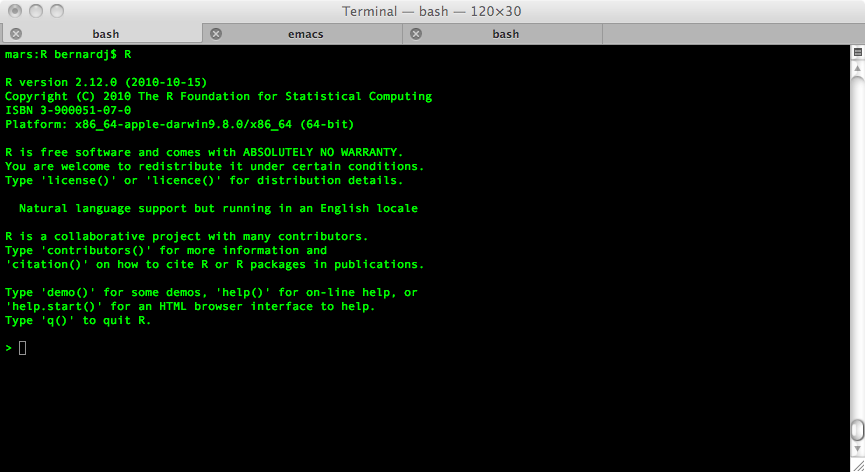 Terminal — bash — 120×30
bash emacs bash
mars:R bernardj$ R
R version 2.12.0 (2010-10-15)
Copyright (C) 2010 The R Foundation for Statistical Computing
ISBN 3-900051-07-0
Platform: x86_64-apple-darwin9.8.0/x86_64 (64-bit)
R is free software and comes with ABSOLUTELY NO WARRANTY.
You are welcome to redistribute it under certain conditions.
Type 'license()' or 'licence()' for distribution details.
Natural language support but running in an English locale
R is a collaborative project with many contributors.
Type 'contributors()' for more information and
'citation()' on how to cite R or R packages in publications.
Type 'demo()' for some demos, 'help()' for on-line help, or
'help.start()' for an HTML browser interface to help.
Type 'q()' to quit R.
>